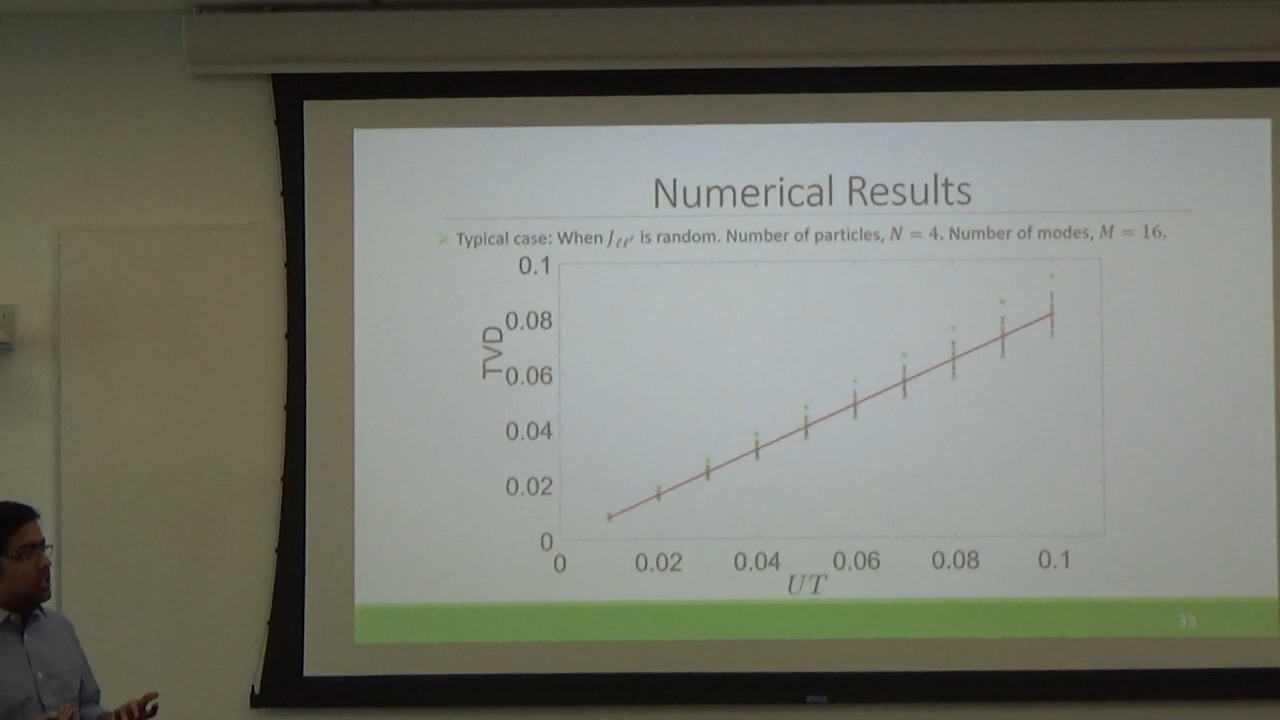 Numerical Results
Typical case: When J_{ℓℓ'} is random. Number of particles, N = 4. Number of modes, M = 16.
0.1
0.08
TVD
0.06
0.04
0.02
0
0 0.02 0.04 0.06 0.08 0.1
UT
33